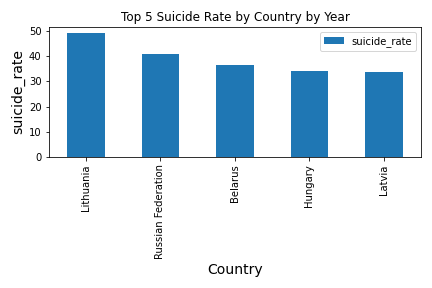 Top 5 Suicide Rate by Country by Year
suicide_rate
suicide_rate
50
40
30
20
10
0
Lithuania
Russian Federation
Belarus
Hungary
Latvia
Country